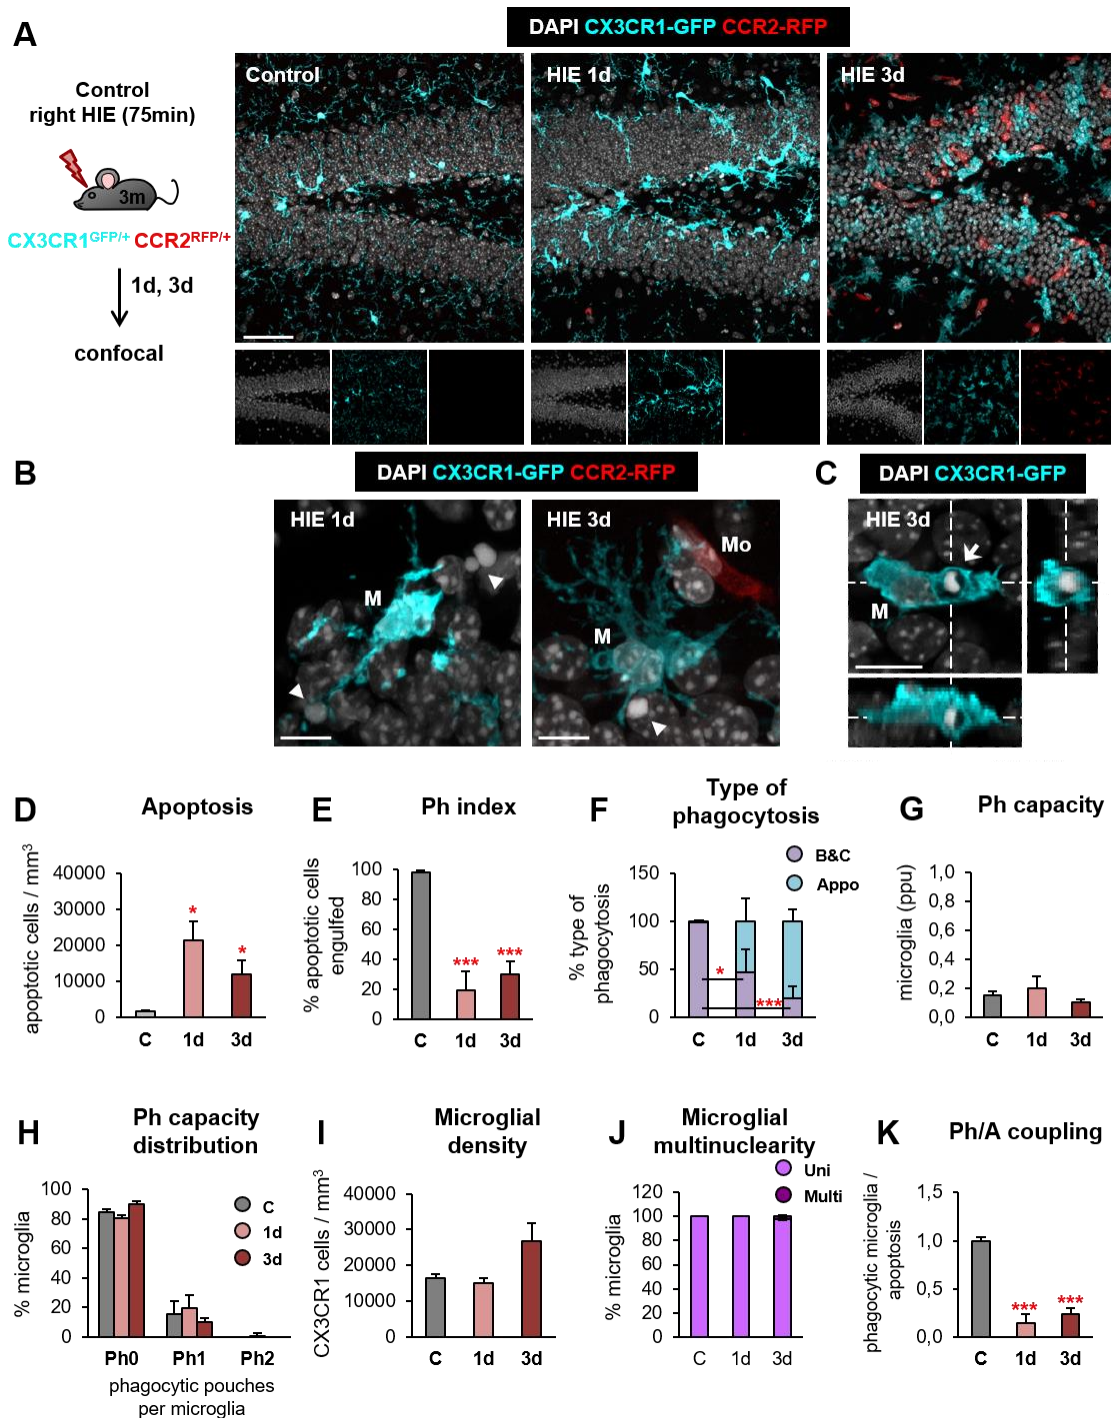 A
DAPI CX3CR1-GFP CCR2-RFP
Control
right HIE (75min)
3m
CX3CR1GFP/+ CCR2RFP/+
1d, 3d
confocal
Control
HIE 1d
HIE 3d
B
DAPI CX3CR1-GFP CCR2-RFP
HIE 1d
M
HIE 3d
Mo
M
C
DAPI CX3CR1-GFP
HIE 3d
M
D
Apoptosis
apoptotic cells / mm3
40000
30000
20000
10000
0
*
*
C 1d 3d
E
Ph index
% apoptotic cells
engulfed
100
80
60
40
20
0
***
***
C 1d 3d
F
Type of
phagocytosis
B&C
Appo
% type of
phagocytosis
150
100
50
0
*
***
C 1d 3d
G
Ph capacity
microglia (ppu)
1,0
0,8
0,6
0,4
0,2
0,0
C 1d 3d
H
Ph capacity
distribution
% microglia
100
80
60
40
20
0
C
1d
3d
Ph0 Ph1 Ph2
phagocytic pouches
per microglia
I
Microglial
density
CX3CR1 cells / mm3
40000
30000
20000
10000
0
C 1d 3d
J
Microglial
multinuclearity
Uni
Multi
% microglia
120
100
80
60
40
20
0
C 1d 3d
K
Ph/A coupling
phagocytic microglia /
apoptosis
1,5
1,0
0,5
0,0
***
***
C 1d 3d